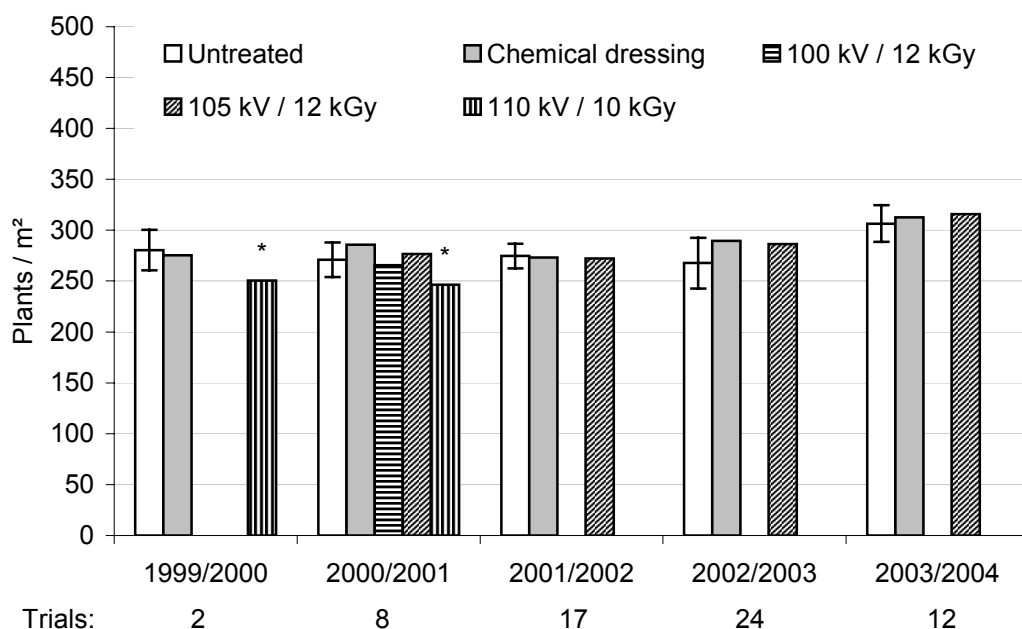 500
450
400
350
300
250
200
150
100
50
0
Plants / m²
Untreated Chemical dressing 100 kV / 12 kGy
105 kV / 12 kGy 110 kV / 10 kGy
* *
1999/2000 2000/2001 2001/2002 2002/2003 2003/2004
Trials: 2 8 17 24 12